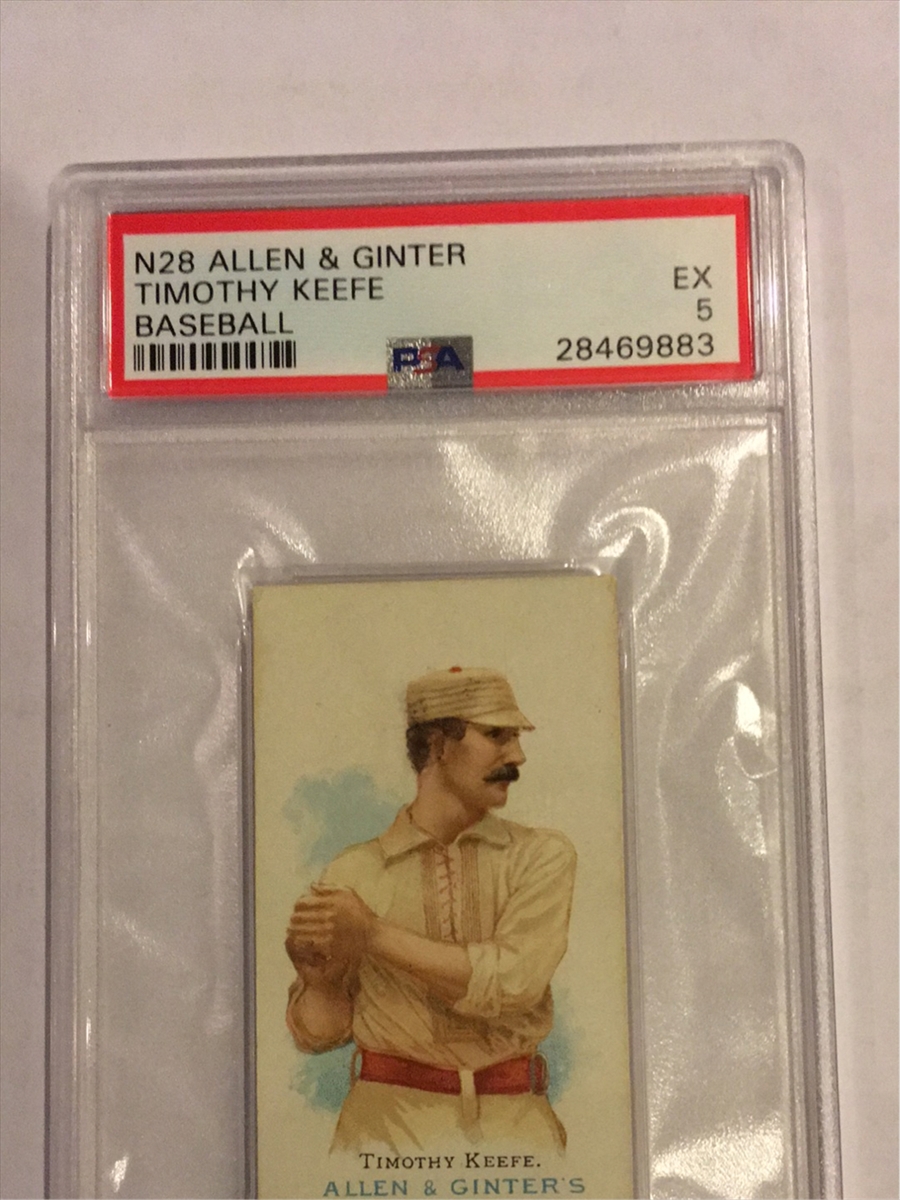 N28 ALLEN & GINTER
TIMOTHY KEEFE
BASEBALL
EX
5
28469883
PSA
TIMOTHY KEEFE.
ALLEN & GINTER'S